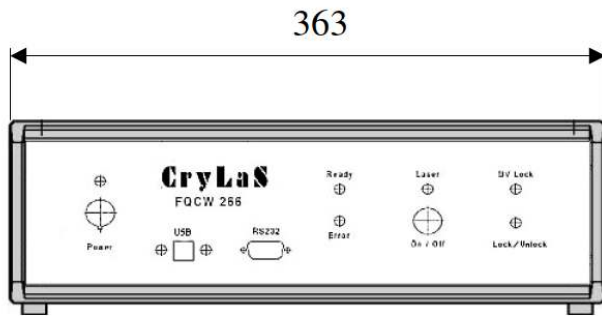 363
CryLaS
FQCW 266
Ready
Laser
UV Lock
Power
USB
RS232
Error
On / Off
Lock/Unlock